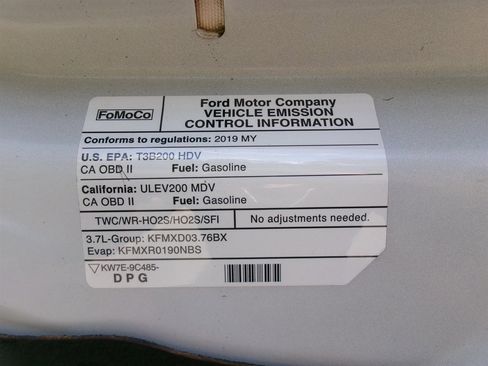 FoMoCo
Ford Motor Company
VEHICLE EMISSION
CONTROL INFORMATION
Conforms to regulations: 2019 MY
U.S. EPA: T3B200 HDV
CA OBD II Fuel: Gasoline
California: ULEV200 MDV
CA OBD II Fuel: Gasoline
TWC/WR-HO2S/HO2S/SFI No adjustments needed.
3.7L-Group: KFMXD03.76BX
Evap: KFMXR0190NBS
KW7E-9C485-
DPG